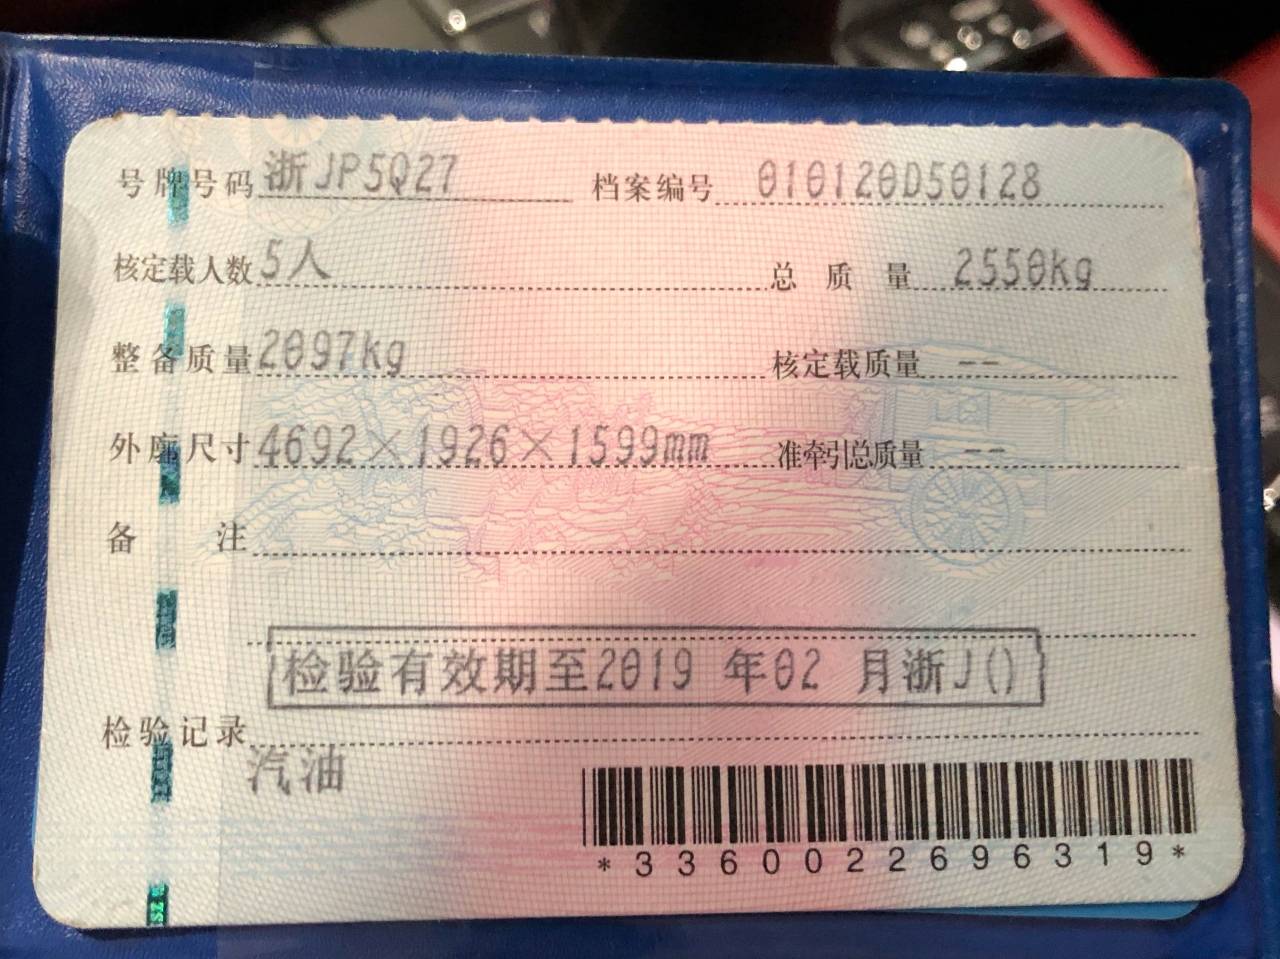 号牌号码 浙JP5Q27 档案编号 010120D50128
核定载人数 5人 总质量 2550kg
整备质量 2097kg 核定载质量 --
外廓尺寸 4692×1926×1599mm 准牵引总质量 --
备注
检验有效期至2019 年02 月浙J()
检验记录
汽油
*3360022696319*